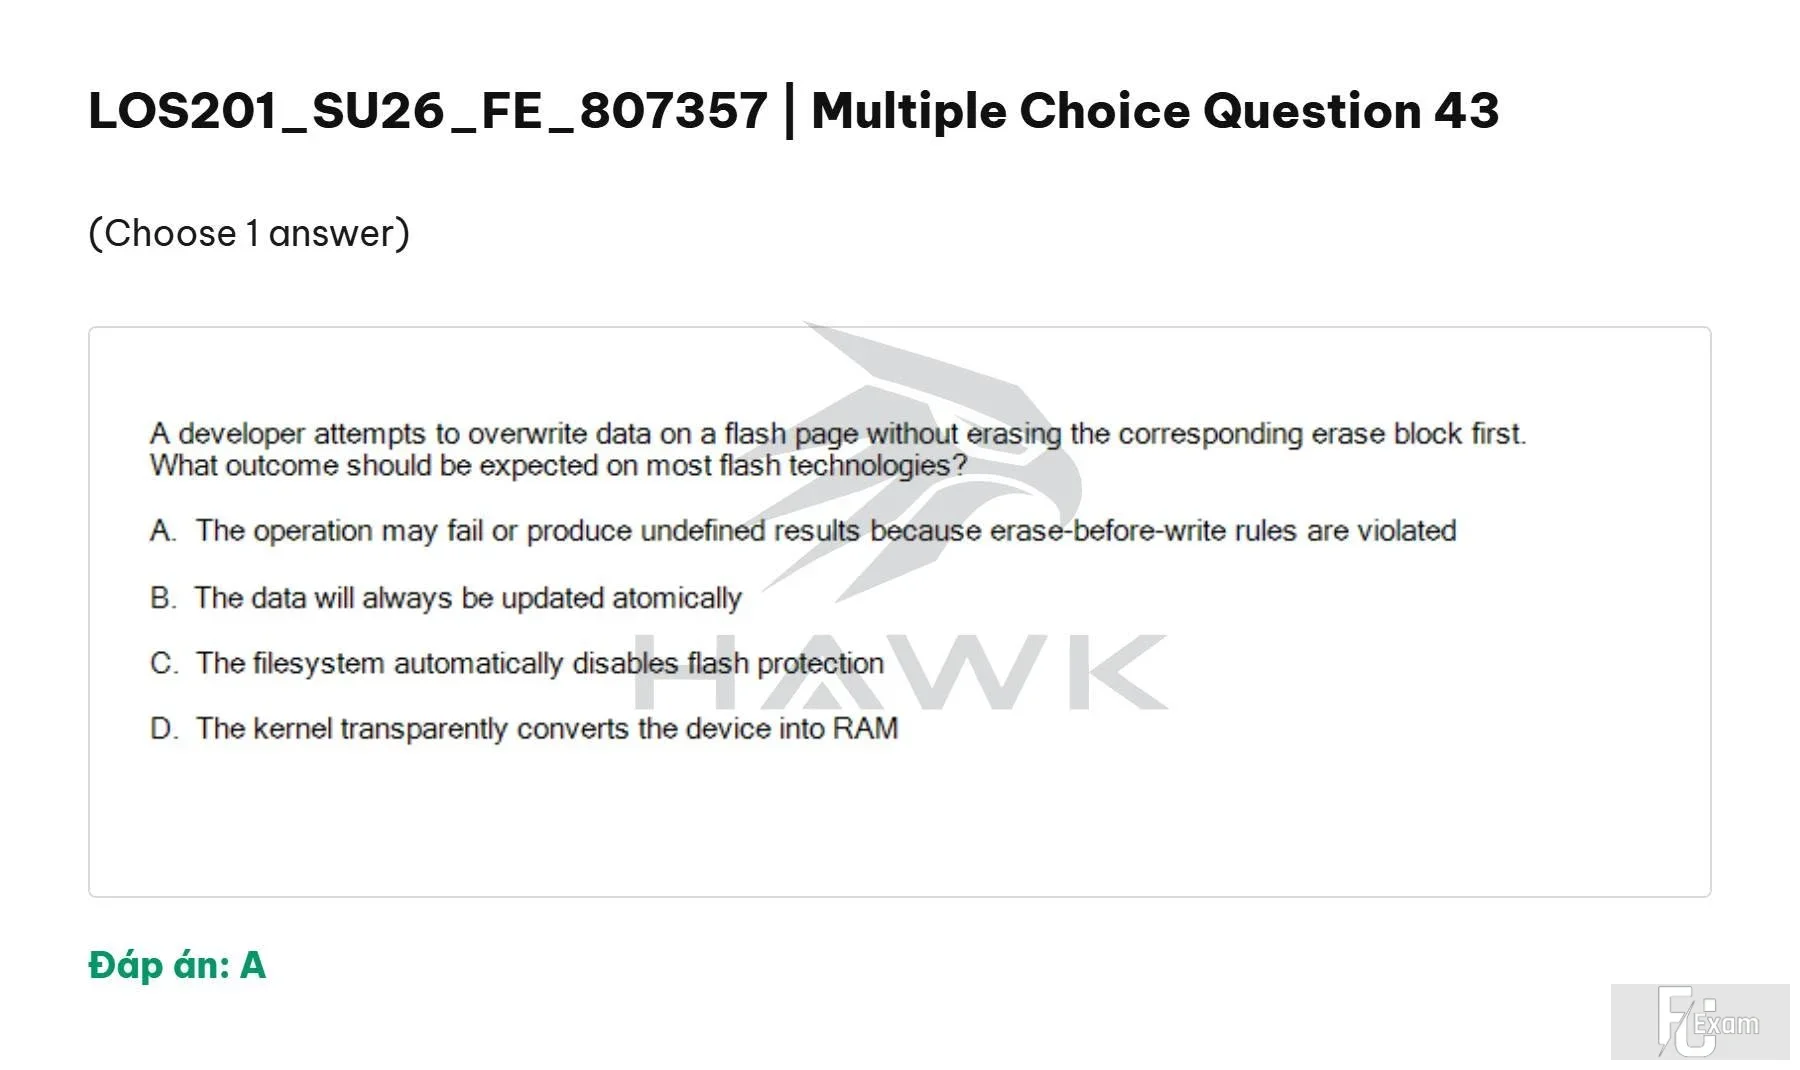 LOS201_SU26_FE_807357 | Multiple Choice Question 43
(Choose 1 answer)
A developer attempts to overwrite data on a flash page without erasing the corresponding erase block first.
What outcome should be expected on most flash technologies?
A. The operation may fail or produce undefined results because erase-before-write rules are violated
B. The data will always be updated atomically
C. The filesystem automatically disables flash protection
D. The kernel transparently converts the device into RAM
HAWK
Đáp án: A
FU Exam